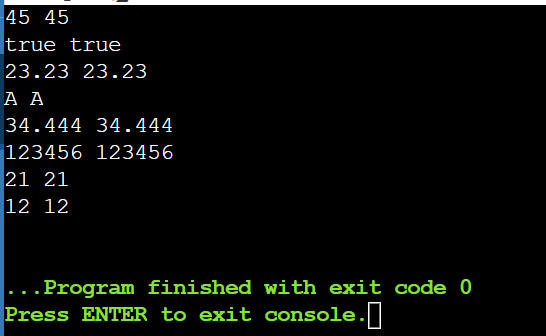 45 45
true true
23.23 23.23
A A
34.444 34.444
123456 123456
21 21
12 12
...Program finished with exit code 0
Press ENTER to exit console.